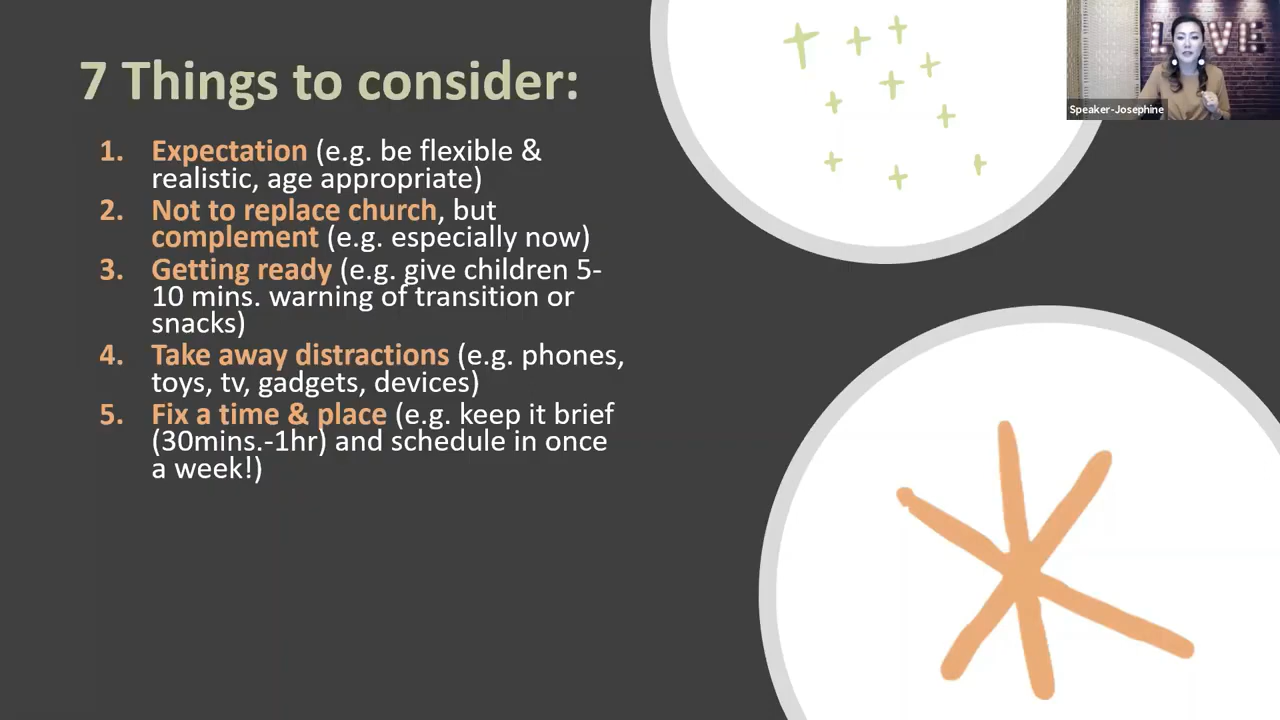 7 Things to consider:
1. Expectation (e.g. be flexible &
realistic, age appropriate)
2. Not to replace church, but
complement (e.g. especially now)
3. Getting ready (e.g. give children 5-
10 mins. warning of transition or
snacks)
4. Take away distractions (e.g. phones,
toys, tv, gadgets, devices)
5. Fix a time & place (e.g. keep it brief
(30mins.-1hr) and schedule in once
a week!)
LOVE
Speaker-Josephine